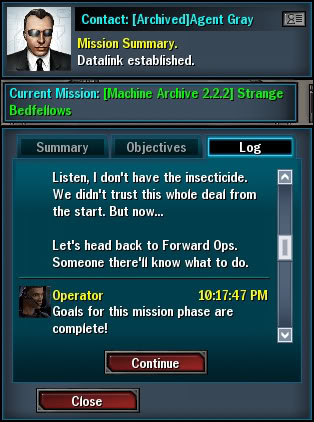 Contact: [Archived]Agent Gray
Mission Summary.
Datalink established.
Current Mission: [Machine Archive 2.2.2] Strange
Bedfellows
Summary
Objectives
Log
Listen, I don't have the insecticide.
We didn't trust this whole deal from
the start. But now...
Let's head back to Forward Ops.
Someone there'll know what to do.
Operator 10:17:47 PM
Goals for this mission phase are
complete!
Continue
Close